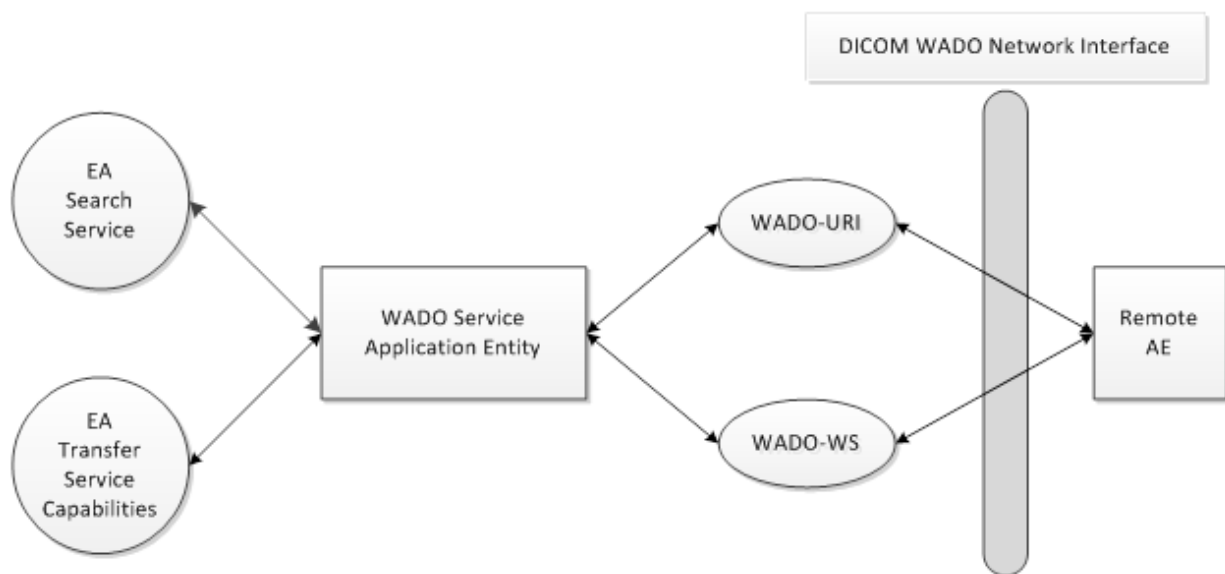 DICOM WADO Network Interface
EA
Search
Service
WADO-URI
WADO Service
Application Entity
Remote
AE
EA
Transfer
Service
Capabilities
WADO-WS